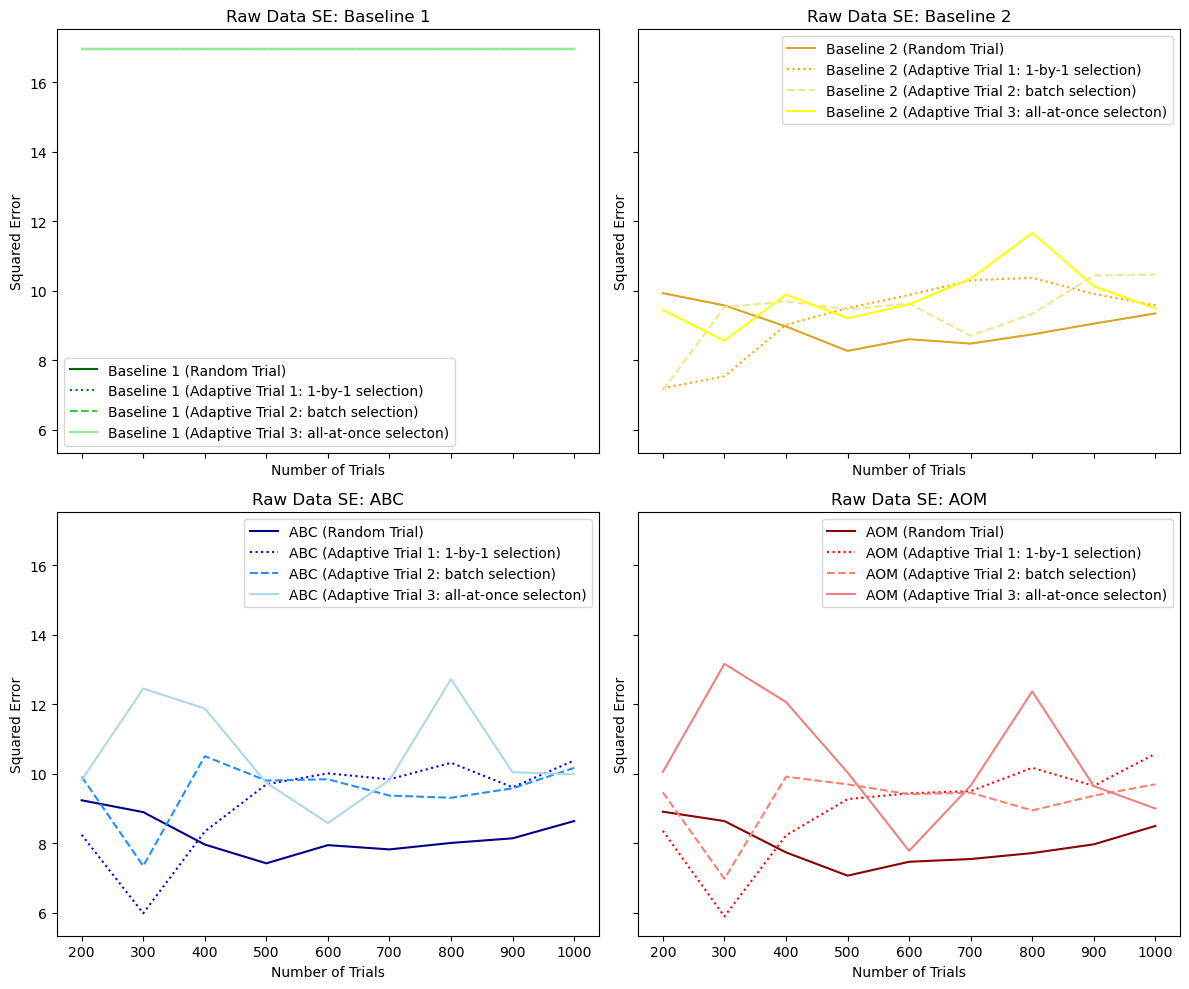 Raw Data SE: Baseline 1
16
14
12
10
8
6
Squared Error
Baseline 1 (Random Trial)
Baseline 1 (Adaptive Trial 1: 1-by-1 selection)
Baseline 1 (Adaptive Trial 2: batch selection)
Baseline 1 (Adaptive Trial 3: all-at-once selecton)
Number of Trials
Raw Data SE: Baseline 2
Squared Error
Baseline 2 (Random Trial)
Baseline 2 (Adaptive Trial 1: 1-by-1 selection)
Baseline 2 (Adaptive Trial 2: batch selection)
Baseline 2 (Adaptive Trial 3: all-at-once selecton)
Number of Trials
Raw Data SE: ABC
16
14
12
10
8
6
Squared Error
ABC (Random Trial)
ABC (Adaptive Trial 1: 1-by-1 selection)
ABC (Adaptive Trial 2: batch selection)
ABC (Adaptive Trial 3: all-at-once selecton)
200 300 400 500 600 700 800 900 1000
Number of Trials
Raw Data SE: AOM
Squared Error
AOM (Random Trial)
AOM (Adaptive Trial 1: 1-by-1 selection)
AOM (Adaptive Trial 2: batch selection)
AOM (Adaptive Trial 3: all-at-once selecton)
200 300 400 500 600 700 800 900 1000
Number of Trials